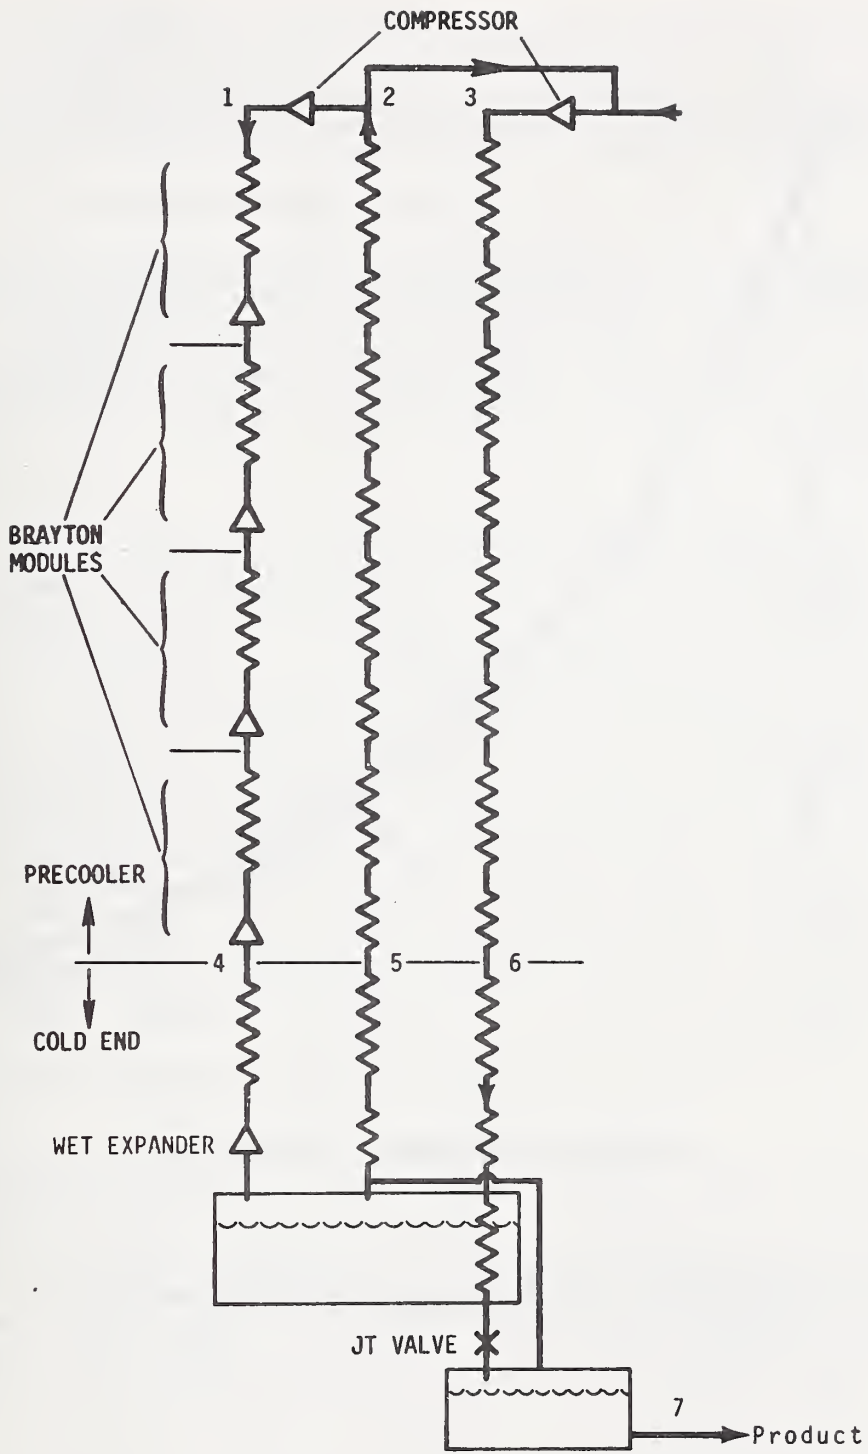 COMPRESSOR
1
2
3
BRAYTON
MODULES
PRECOOLER
4
5
6
COLD END
WET EXPANDER
JT VALVE
7
Product